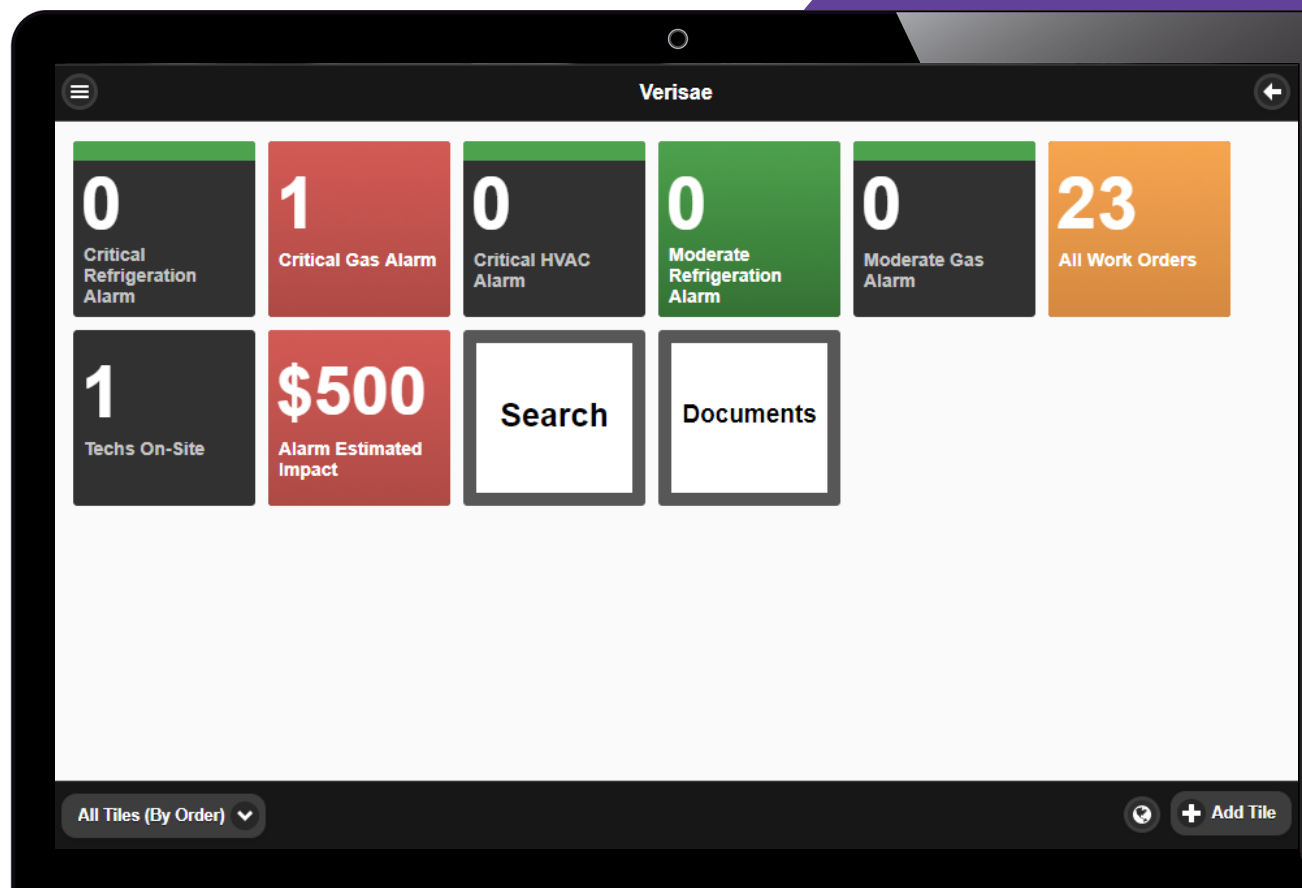 Verisae
0
Critical
Refrigeration
Alarm
1
Critical Gas Alarm
0
Critical HVAC
Alarm
0
Moderate
Refrigeration
Alarm
0
Moderate Gas
Alarm
23
All Work Orders
1
Techs On-Site
$500
Alarm Estimated
Impact
Search
Documents
All Tiles (By Order)
Add Tile